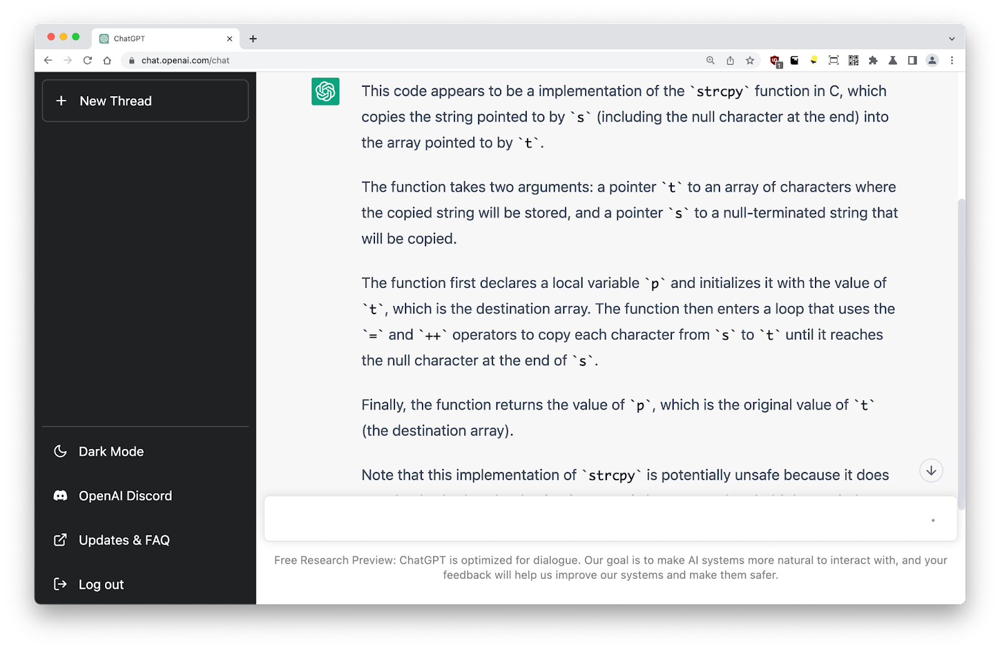 ChatGPT
chat.openai.com/chat
1
New Thread
This code appears to be a implementation of the `strcpy` function in C, which
copies the string pointed to by `s` (including the null character at the end) into
the array pointed to by `t`.
The function takes two arguments: a pointer `t` to an array of characters where
the copied string will be stored, and a pointer `s` to a null-terminated string that
will be copied.
The function first declares a local variable `p` and initializes it with the value of
`t`, which is the destination array. The function then enters a loop that uses the
`=` and `++` operators to copy each character from `s` to `t` until it reaches
the null character at the end of `s`.
Finally, the function returns the value of `p`, which is the original value of `t`
(the destination array).
Note that this implementation of `strcpy` is potentially unsafe because it does
Dark Mode
OpenAI Discord
Updates & FAQ
Log out
Free Research Preview: ChatGPT is optimized for dialogue. Our goal is to make AI systems more natural to interact with, and your
feedback will help us improve our systems and make them safer.